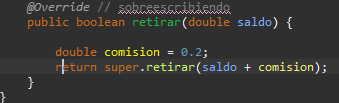 @Override // sobreescribiendo
public boolean retirar(double saldo) {
double comision = 0.2;
return super.retirar(saldo + comision);
}
}